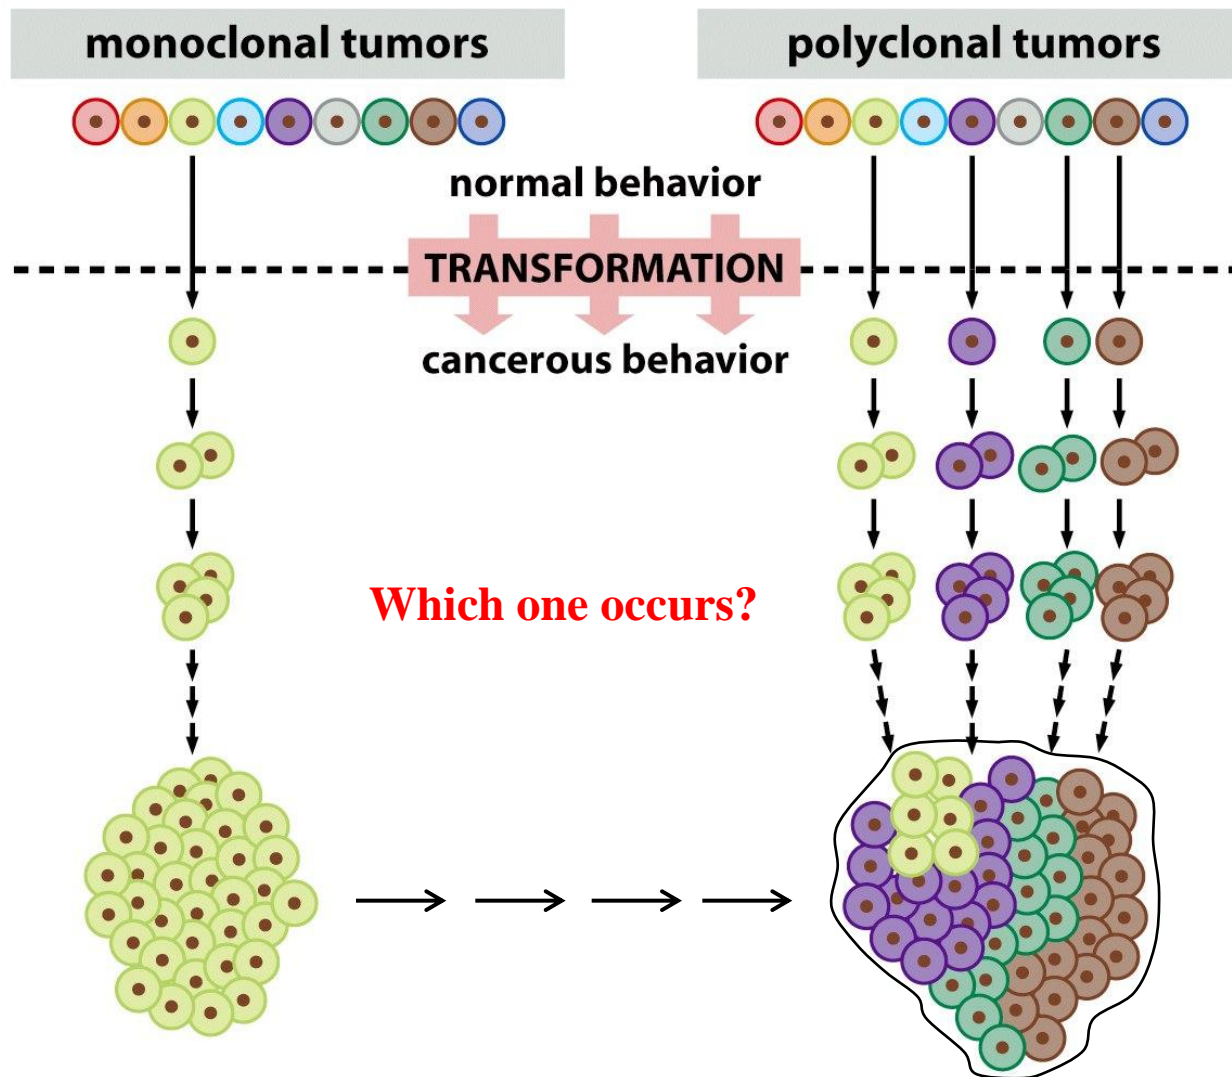 monoclonal tumors
polyclonal tumors
normal behavior
TRANSFORMATION
cancerous behavior
Which one occurs?